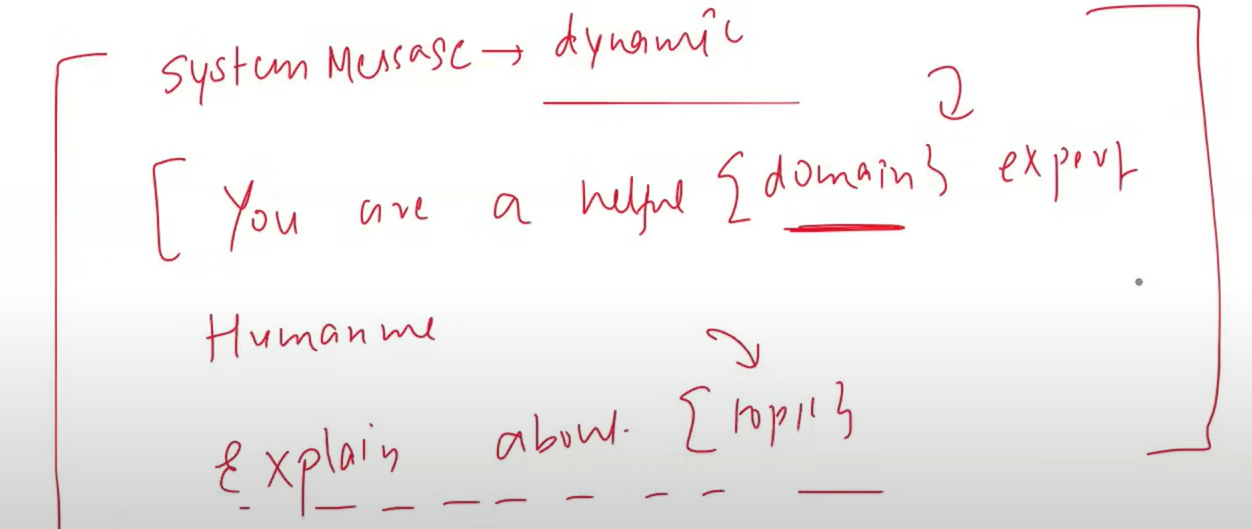 System Message → dynamic
You are a helpful {domain} expert
Humanme
Explain about {topic}